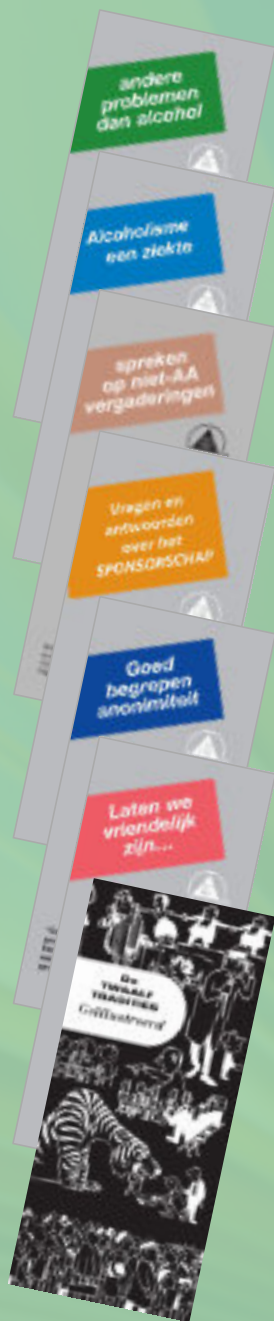 andere
problemen
dan alcohol
Alcoholisme
een ziekte
spreken
op niet-AA
vergaderingen
Vragen en
antwoorden
over het
SPONSORSCHAP
Goed
begrepen
anonimiteit
Laten we
vriendelijk
zijn...
De
TWAALF
TRADITIES
Geïllustreerd